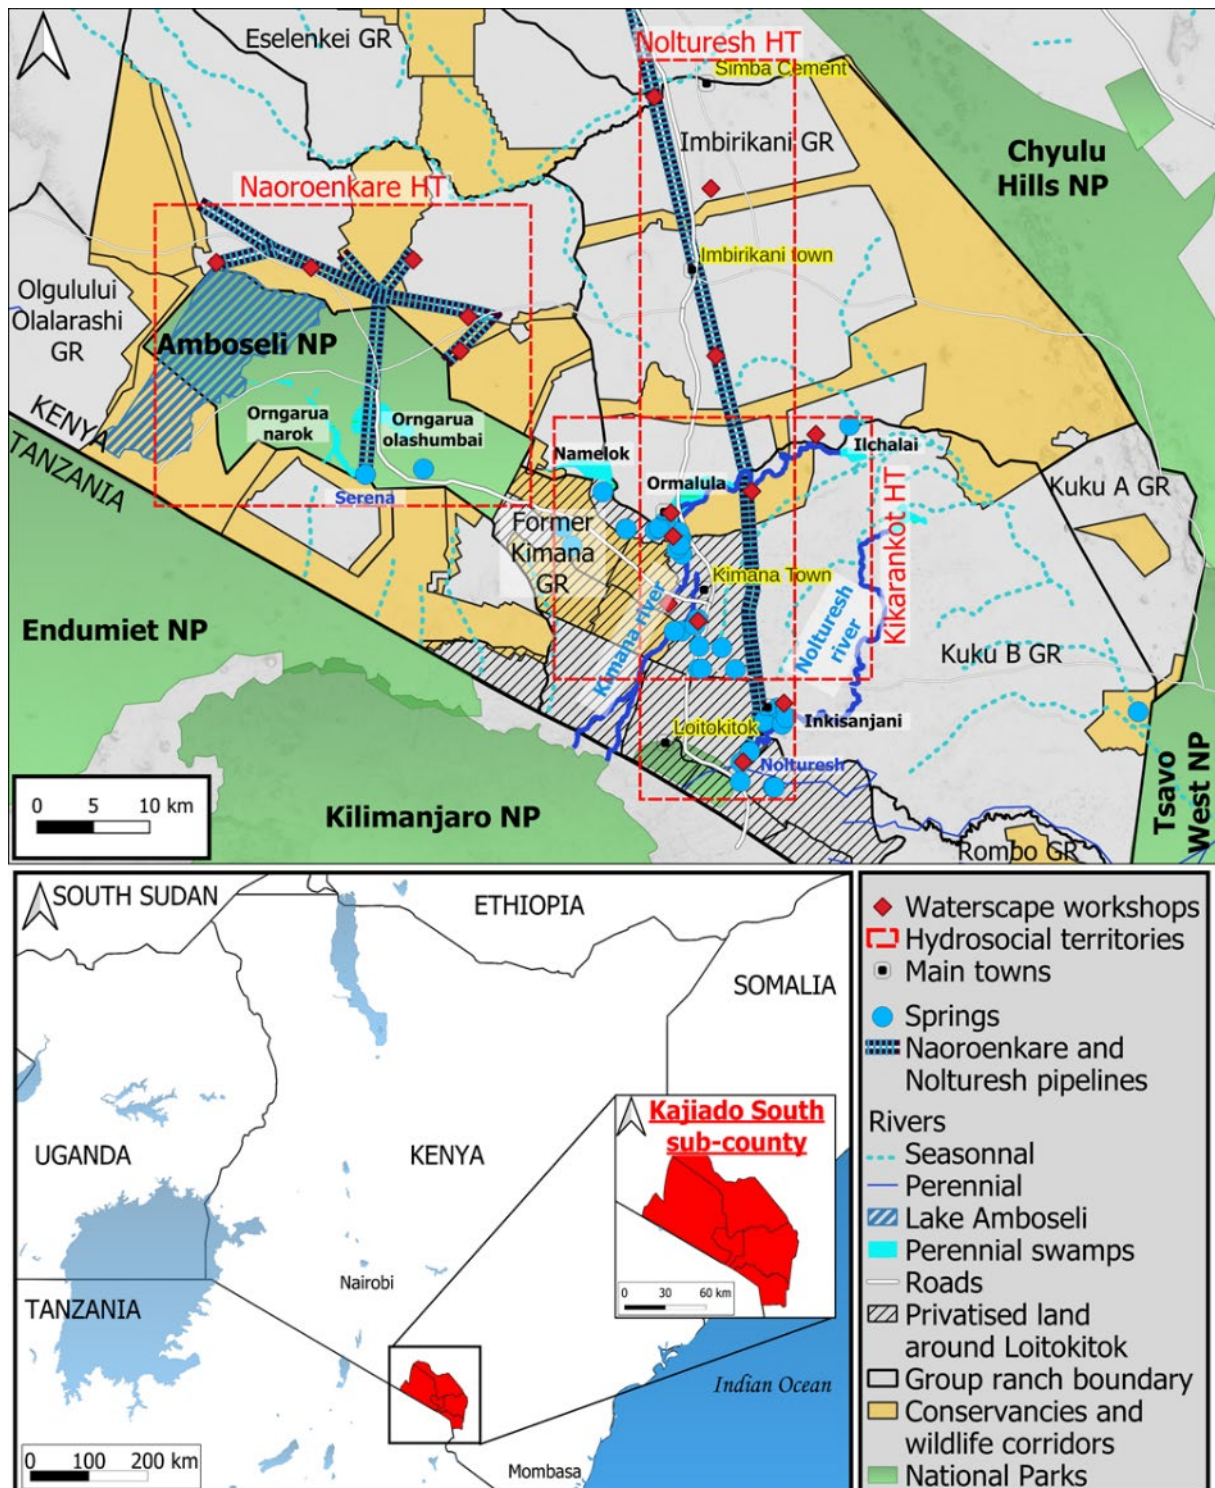 Eselenkei GR
Nolturesh HT
Simba Cement
Imbirikani GR
Chyulu
Hills NP
Naoroenkare HT
Imbirikani town
Olgulului
Olalarashi
GR
Amboseli NP
KENYA
TANZANIA
Orngarua
narok
Orngarua
olashumbai
Serena
Namelok
Ormalula
Ilchalai
Kikarankot HT
Kuku A GR
Former
Kimana
GR
Kimana Town
Kimana river
Nolturesh
river
Kuku B GR
Endumiet NP
Loitokitok
Inkisanjani
Nolturesh
Tsavo
West NP
Kilimanjaro NP
Rombo GR
0 5 10 km
SOUTH SUDAN
ETHIOPIA
SOMALIA
UGANDA
KENYA
Kajiado South
sub-county
0 30 60 km
Nairobi
TANZANIA
Indian Ocean
Mombasa
0 100 200 km
Waterscape workshops
Hydrosocial territories
Main towns
Springs
Naoroenkare and
Nolturesh pipelines
Rivers
Seasonnal
Perennial
Lake Amboseli
Perennial swamps
Roads
Privatised land
around Loitokitok
Group ranch boundary
Conservancies and
wildlife corridors
National Parks